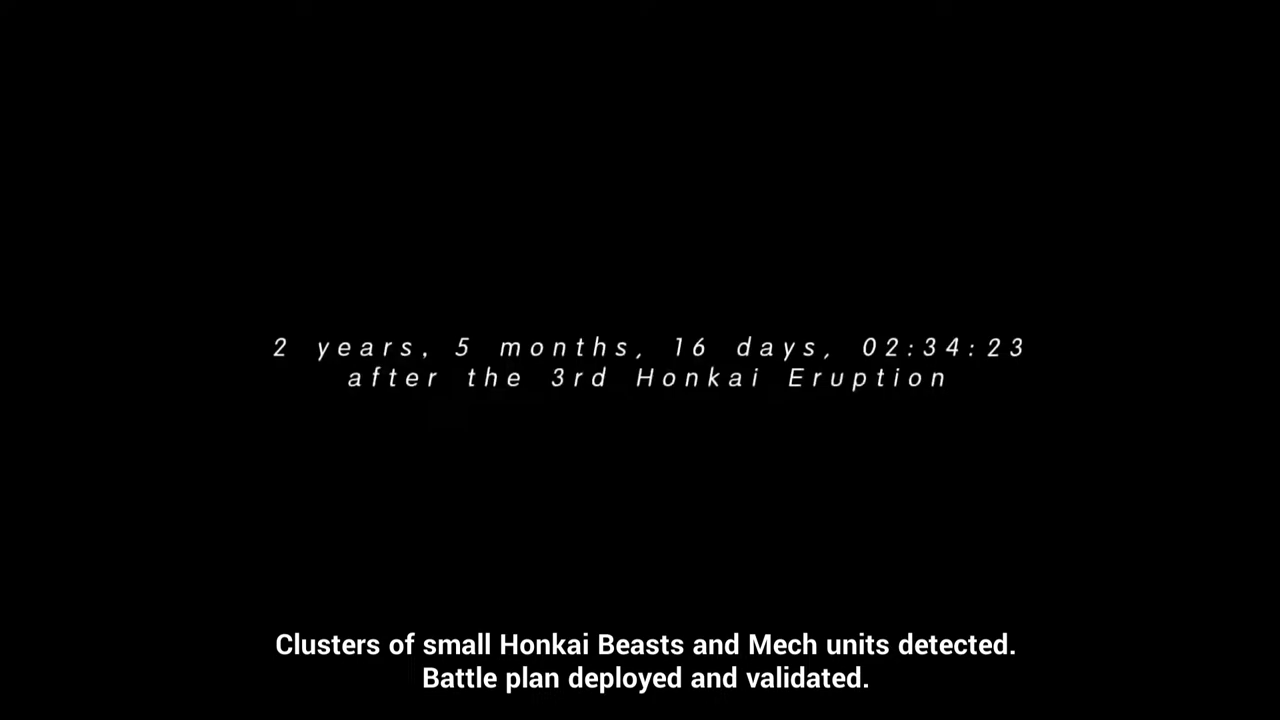 2 years, 5 months, 16 days, 02:34:23
after the 3rd Honkai Eruption
Clusters of small Honkai Beasts and Mech units detected.
Battle plan deployed and validated.